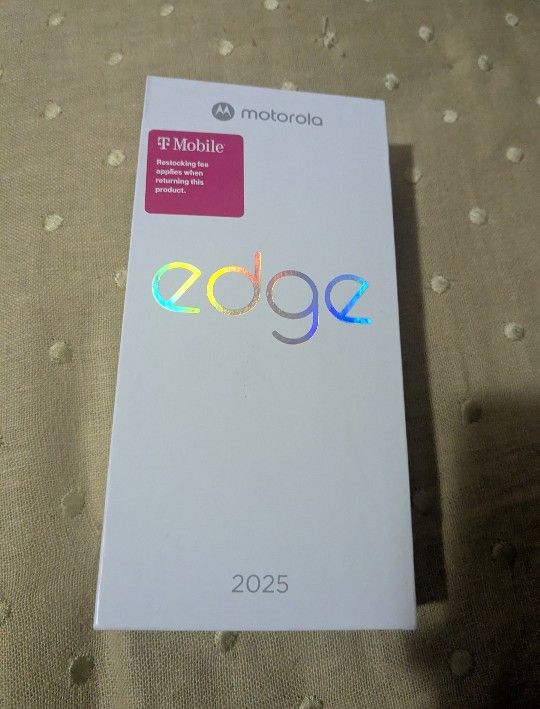 motorola
T Mobile
Restocking fee
applies when
returning this
product.
edge
2025